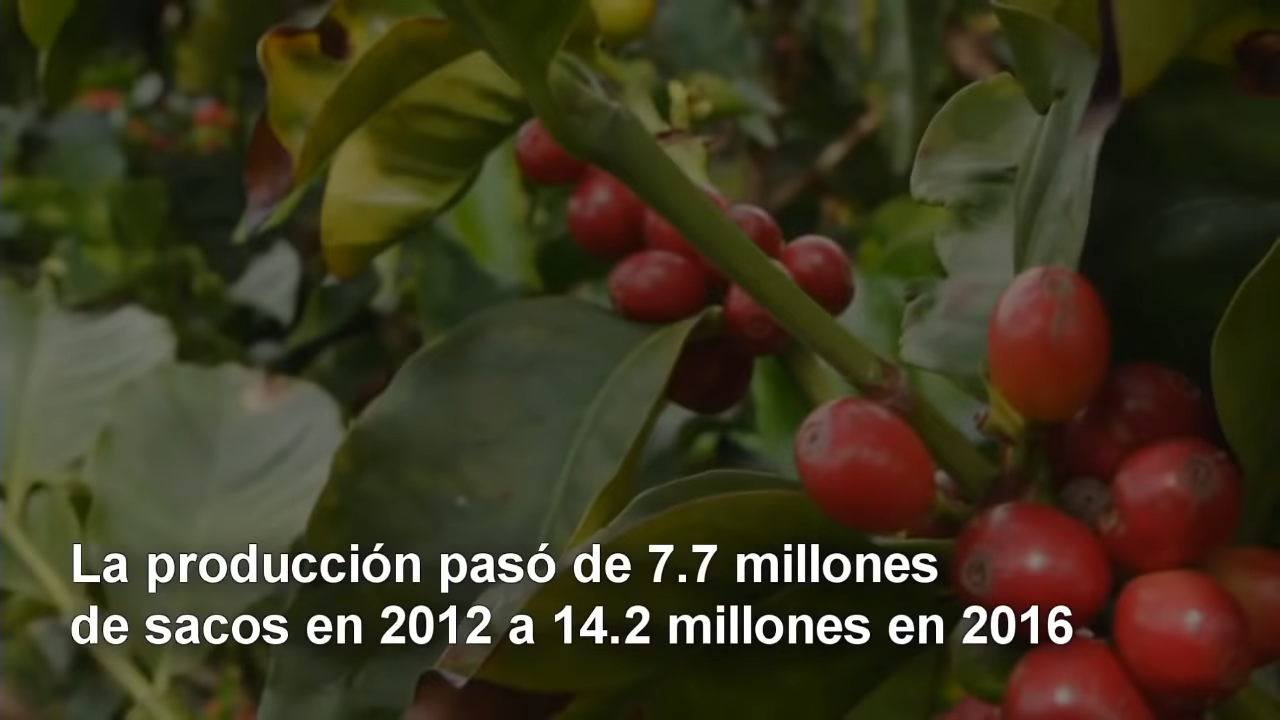 La producción pasó de 7.7 millones
de sacos en 2012 a 14.2 millones en 2016